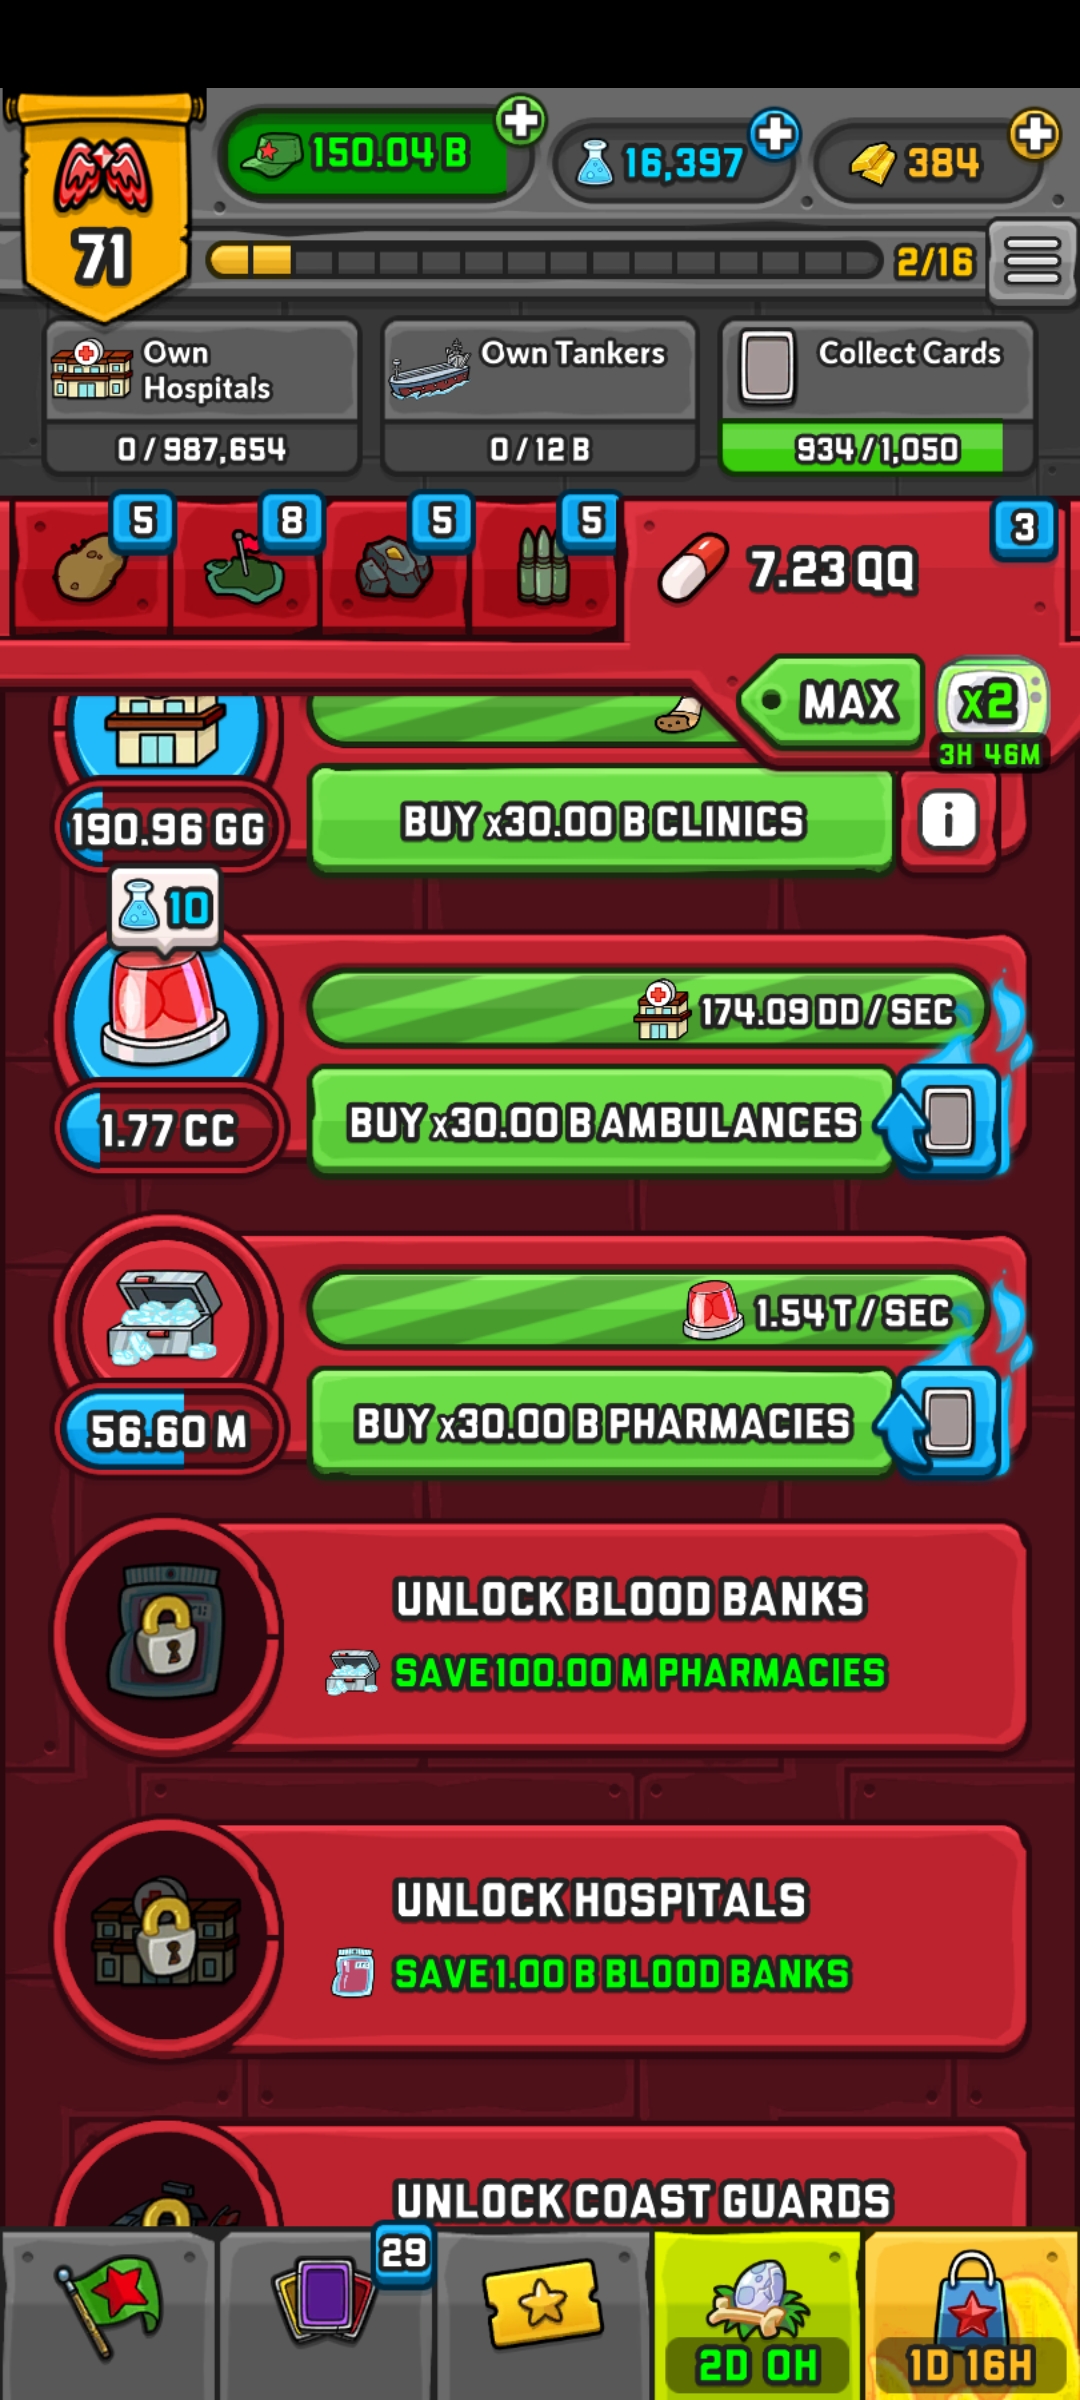 150.04 B
16,397
384
71
2/16
Own
Hospitals
0/987,654
Own Tankers
0/12 B
Collect Cards
934/1,050
5
8
5
5
7.23 QQ
3
MAX
x2
3H 46M
190.96 GG
BUY x30.00 B CLINICS
i
10
174.09 DD / SEC
1.77 CC
BUY x30.00 B AMBULANCES
1.54 T / SEC
56.60 M
BUY x30.00 B PHARMACIES
UNLOCK BLOOD BANKS
SAVE 100.00 M PHARMACIES
UNLOCK HOSPITALS
SAVE 1.00 B BLOOD BANKS
UNLOCK COAST GUARDS
29
2D 0H
1D 16H